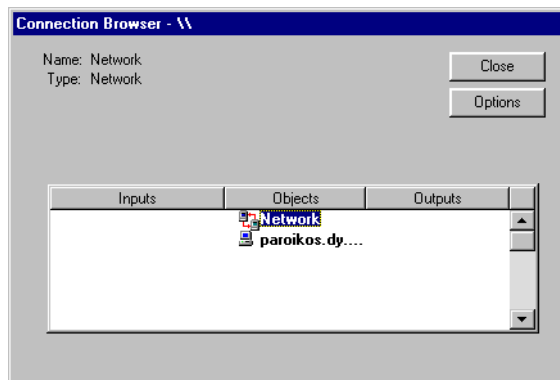 Connection Browser - \\
Name: Network
Type: Network
Close
Options
Inputs Objects Outputs
Network
paroikos.dy....